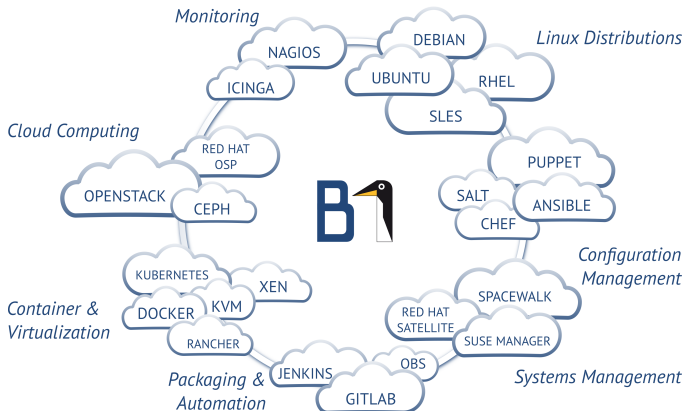 Monitoring
NAGIOS
ICINGA
DEBIAN
UBUNTU
RHEL
SLES
Linux Distributions
Cloud Computing
RED HAT
OSP
OPENSTACK
CEPH
B1
PUPPET
SALT
ANSIBLE
CHEF
Configuration
Management
KUBERNETES
XEN
DOCKER
KVM
RANCHER
Container &
Virtualization
SPACEWALK
RED HAT
SATELLITE
SUSE MANAGER
Systems Management
Packaging &
Automation
JENKINS
OBS
GITLAB